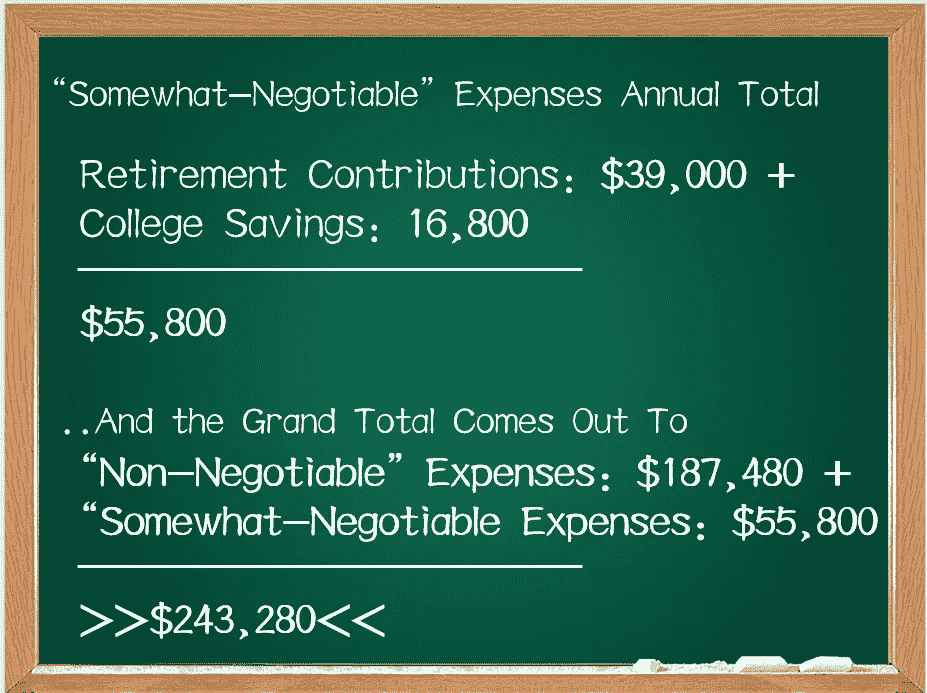 “Somewhat-Negotiable” Expenses Annual Total
Retirement Contributions: $39,000 +
College Savings: 16,800
$55,800
..And the Grand Total Comes Out To
“Non-Negotiable” Expenses: $187,480 +
“Somewhat-Negotiable Expenses: $55,800
>>$243,280<<